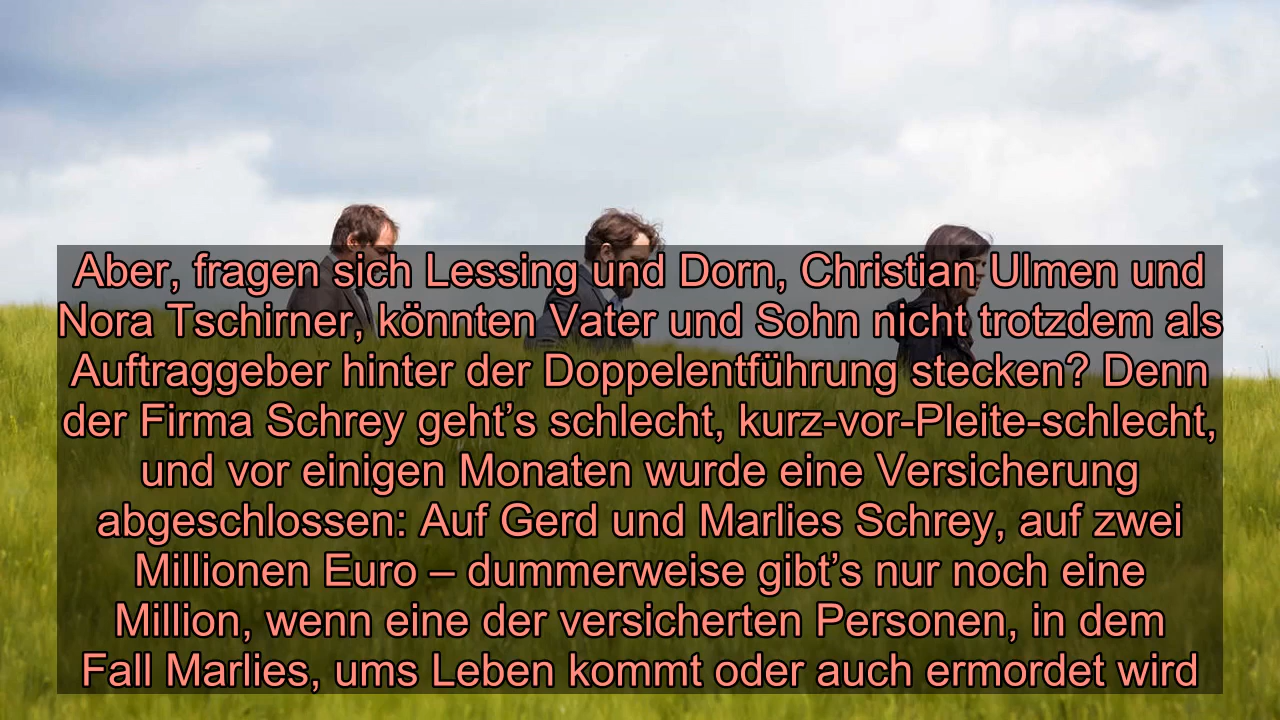 Aber, fragen sich Lessing und Dorn, Christian Ulmen und
Nora Tschirner, könnten Vater und Sohn nicht trotzdem als
Auftraggeber hinter der Doppelentführung stecken? Denn
der Firma Schrey geht’s schlecht, kurz-vor-Pleite-schlecht,
und vor einigen Monaten wurde eine Versicherung
abgeschlossen: Auf Gerd und Marlies Schrey, auf zwei
Millionen Euro – dummerweise gibt’s nur noch eine
Million, wenn eine der versicherten Personen, in dem
Fall Marlies, ums Leben kommt oder auch ermordet wird